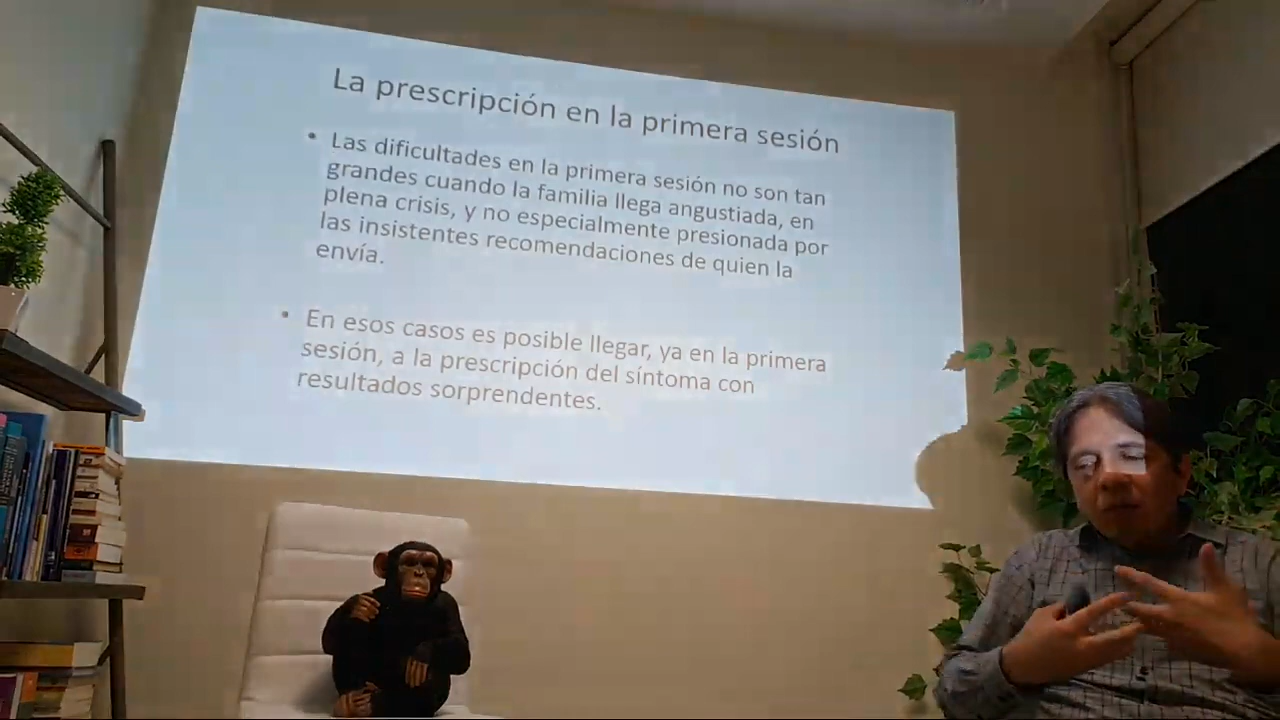 La prescripción en la primera sesión
• Las dificultades en la primera sesión no son tan
grandes cuando la familia llega angustiada, en
plena crisis, y no especialmente presionada por
las insistentes recomendaciones de quien la
envía.
• En esos casos es posible llegar, ya en la primera
sesión, a la prescripción del síntoma con
resultados sorprendentes.